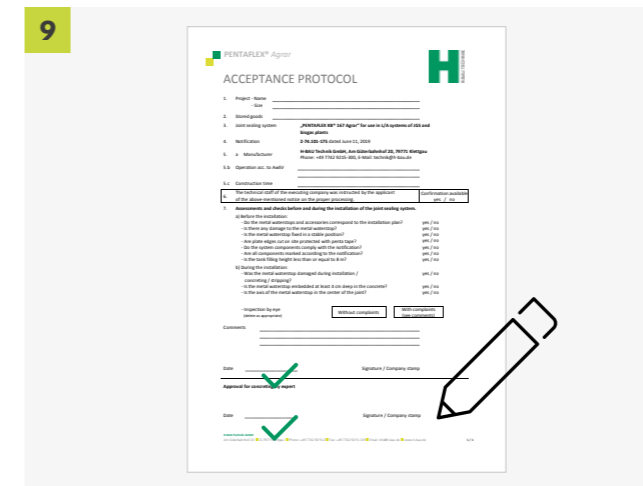 9
PENTAFLEX® Agrar
H
ACCEPTANCE PROTOCOL
1. Project - Name
- Size
2. Stored goods
3. Joint sealing system „PENTAFLEX KB® 167 Agrar" for use in L/A systems of JGS and
biogas plants
4. Notification
dated June 11, 2019
5. a Manufacturer H-BAU Technik GmbH, Am Güterbahnhof 20, 79771 Klettgau
Phone: +49 7742 9215-300, E-Mail: technik@h-bau.de
5.b Operation acc. to AwSV
5.c Construction time
6. The technical staff of the executing company was instructed by the applicant
of the above-mentioned notice on the proper processing.
Confirmation available
yes / no
7. Assessments and checks before and during the installation of the joint sealing system.
a) Before the installation:
- Do the metal waterstops and accessories correspond to the installation plan? yes / no
- Is there any damage to the metal waterstop? yes / no
- Is the metal waterstop fixed in a stable position? yes / no
- Are plate edges cut on site protected with penta tape? yes / no
- Do the system components comply with the notification? yes / no
- Are all components marked according to the notification? yes / no
- Is the tank filling height less than or equal to 8 m? yes / no
b) During the installation:
- Was the metal waterstop damaged during installation / yes / no
concreting / stripping?
- Is the metal waterstop embedded at least 3 cm deep in the concrete? yes / no
- Is the axis of the metal waterstop in the center of the joint? yes / no
- Inspection by eye Without complaints With complaints
(delete as appropriate) (see comments)
Comments
Date Signature / Company stamp
Approval for concreting by expert
Date Signature / Company stamp